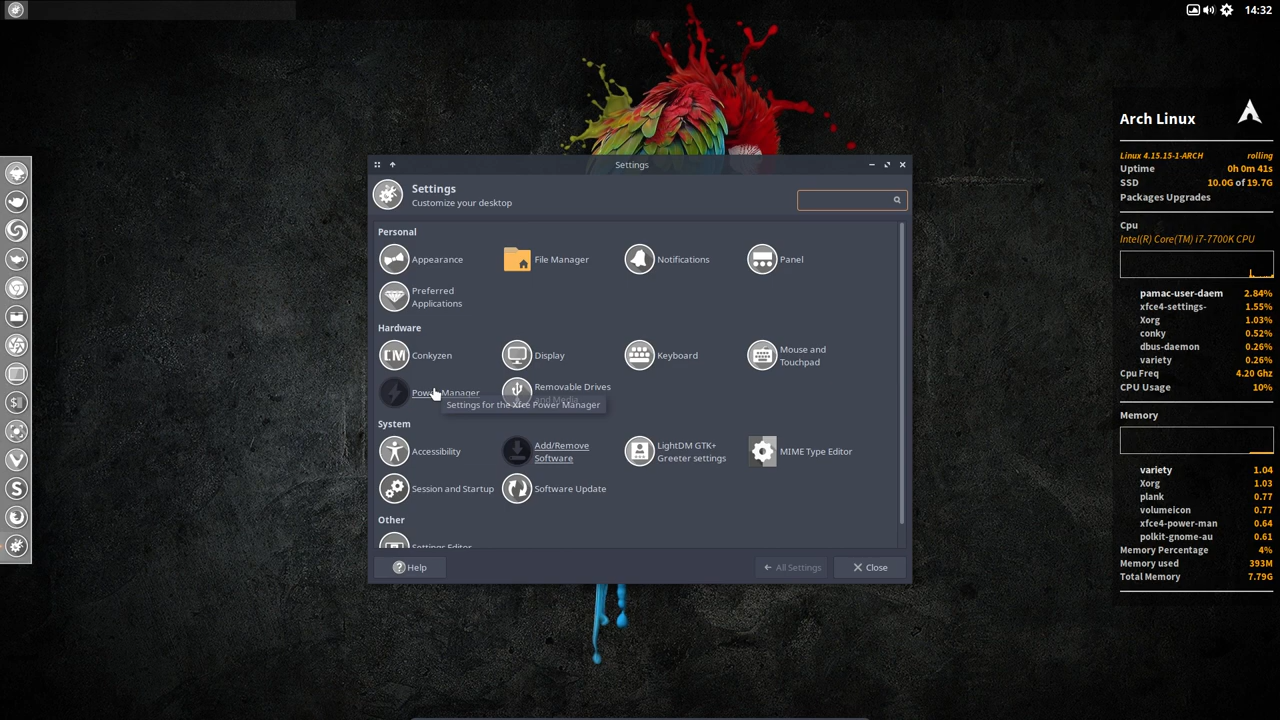 14:32
Settings
Settings
Customize your desktop
Personal
Appearance
File Manager
Notifications
Panel
Preferred
Applications
Hardware
Conkyzen
Display
Keyboard
Mouse and
Touchpad
Power Manager
Removable Drives
and Media
Settings for the Xfce Power Manager
System
Accessibility
Add/Remove
Software
LightDM GTK+
Greeter settings
MIME Type Editor
Session and Startup
Software Update
Other
Settings Editor
Help
All Settings
Close
Arch Linux
Linux 4.15.15-1-ARCH rolling
Uptime 0h 0m 41s
SSD 10.0G of 19.7G
Packages Upgrades
Cpu
Intel(R) Core(TM) i7-7700K CPU
pamac-user-daem 2.84%
xfce4-settings- 1.55%
Xorg 1.03%
conky 0.52%
dbus-daemon 0.26%
variety 0.26%
Cpu Freq 4.20 Ghz
CPU Usage 10%
Memory
variety 1.04
Xorg 1.03
plank 0.77
volumeicon 0.77
xfce4-power-man 0.64
polkit-gnome-au 0.61
Memory Percentage 4%
Memory used 393M
Total Memory 7.79G